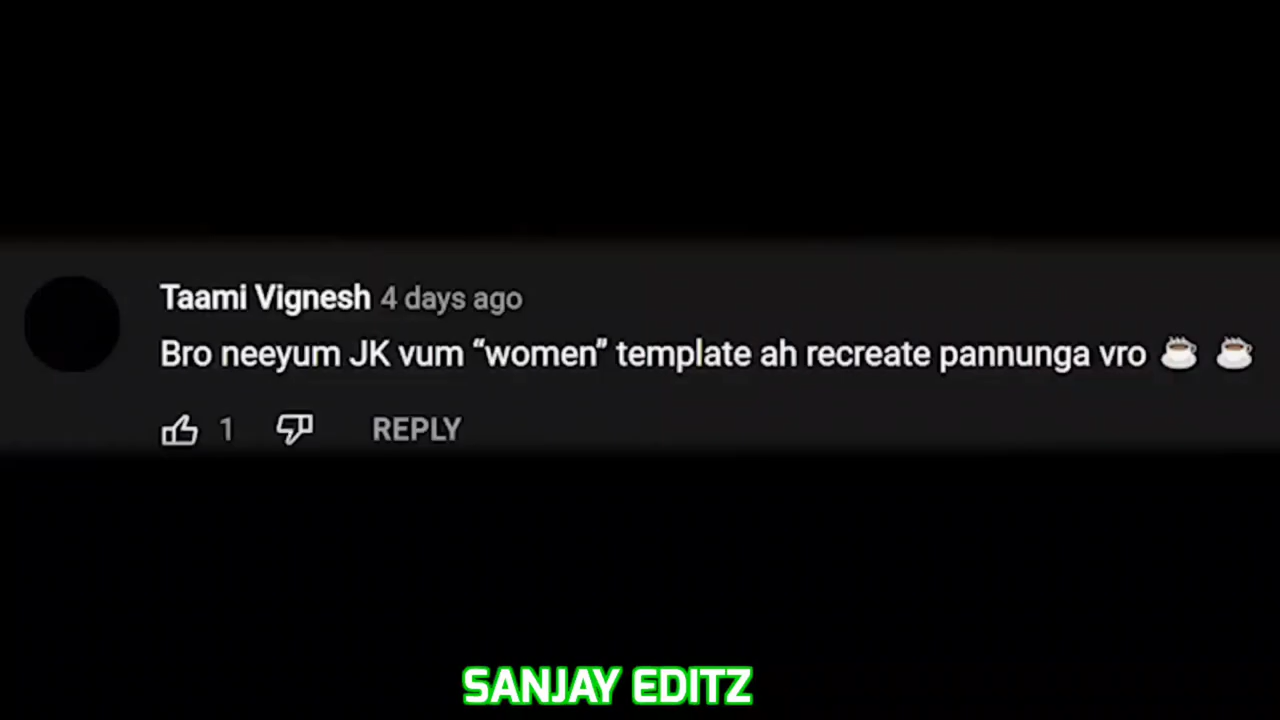 Taami Vignesh 4 days ago
Bro neeyum JK vum “women” template ah recreate pannunga vro ☕ ☕
1 REPLY
SANJAY EDITZ